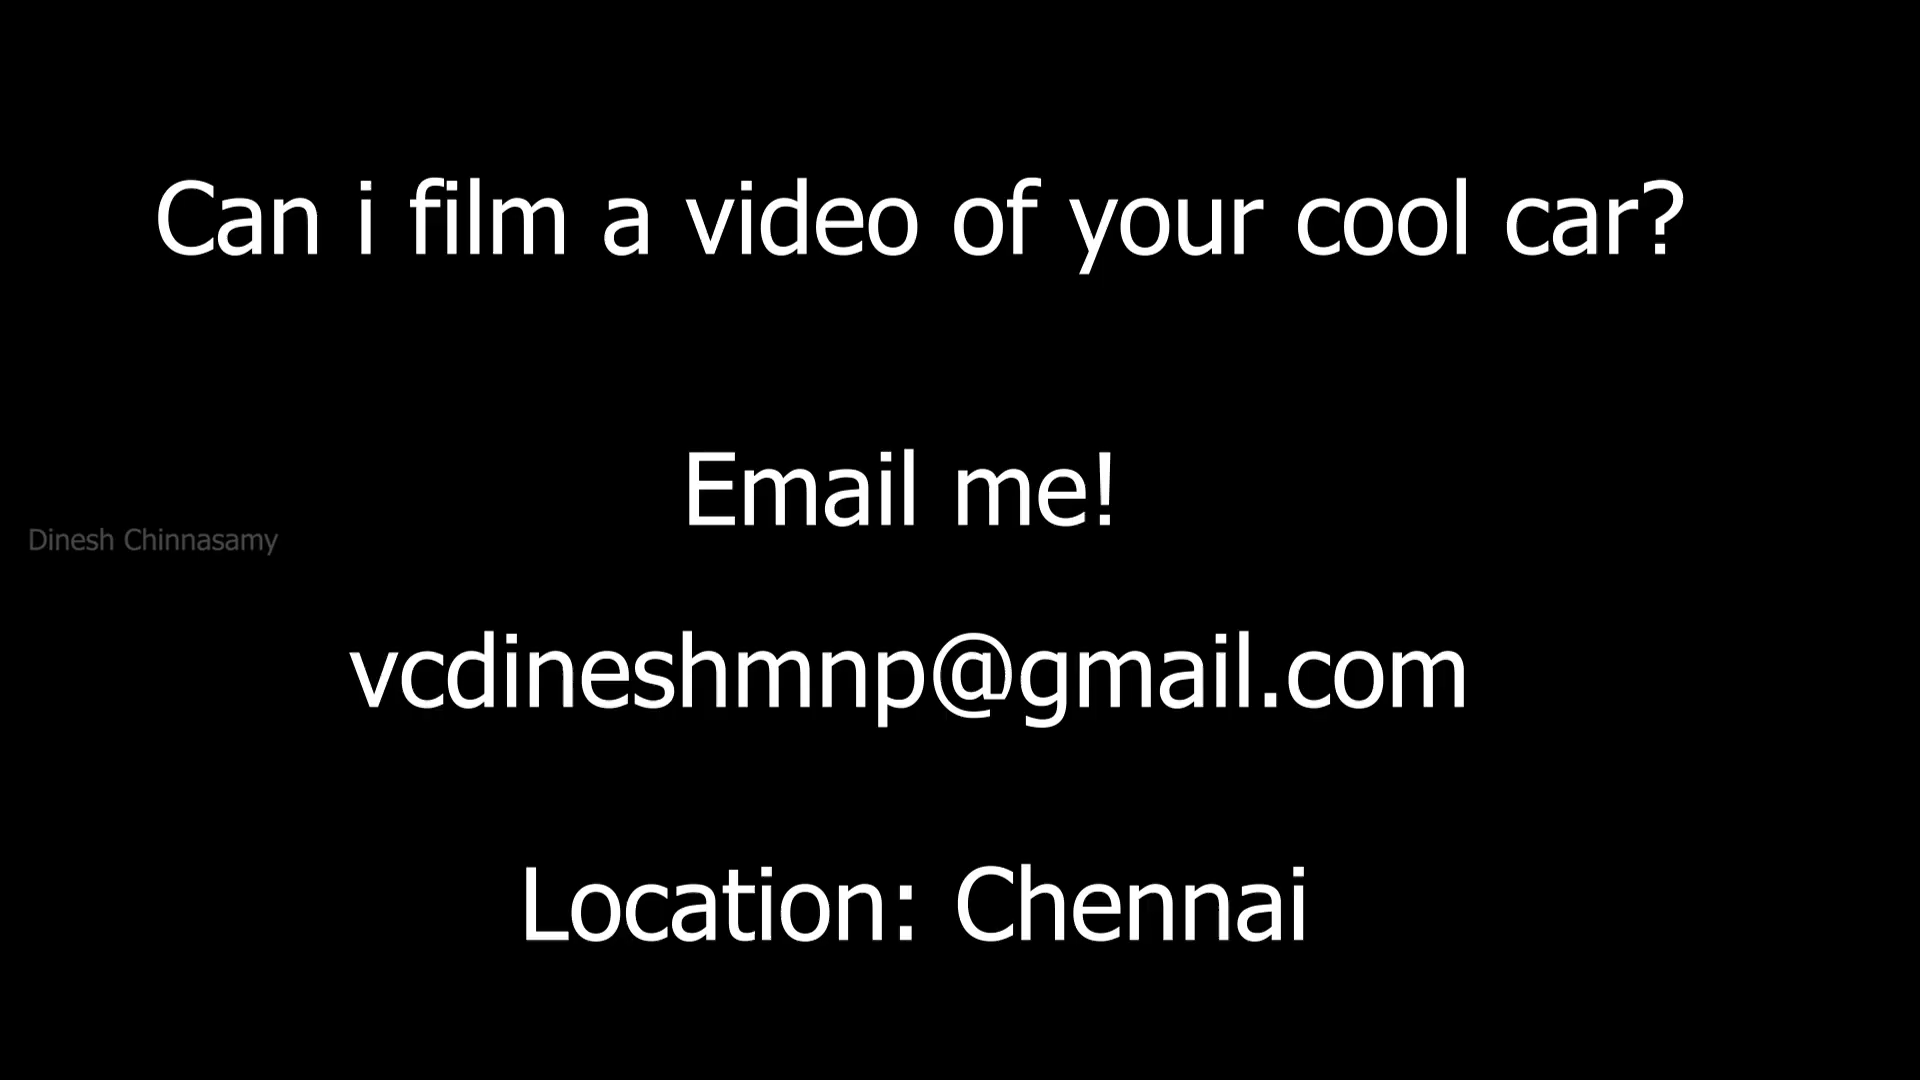 Can i film a video of your cool car?
Email me!
Dinesh Chinnasamy
vcdineshmnp@gmail.com
Location: Chennai